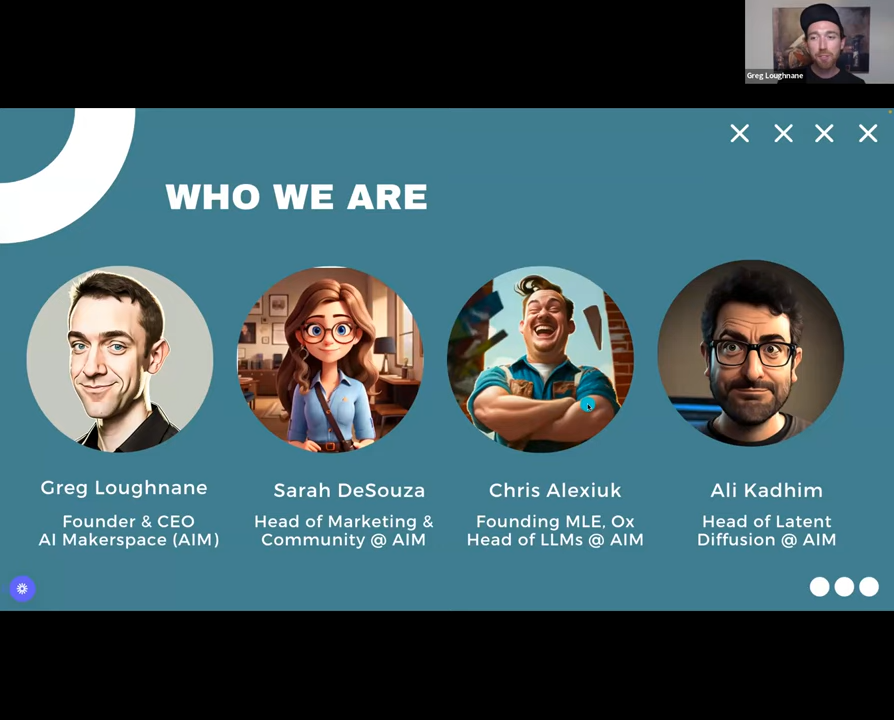 Greg Loughnane
WHO WE ARE
Greg Loughnane
Founder & CEO
AI Makerspace (AIM)
Sarah DeSouza
Head of Marketing &
Community @ AIM
Chris Alexiuk
Founding MLE, Ox
Head of LLMs @ AIM
Ali Kadhim
Head of Latent
Diffusion @ AIM